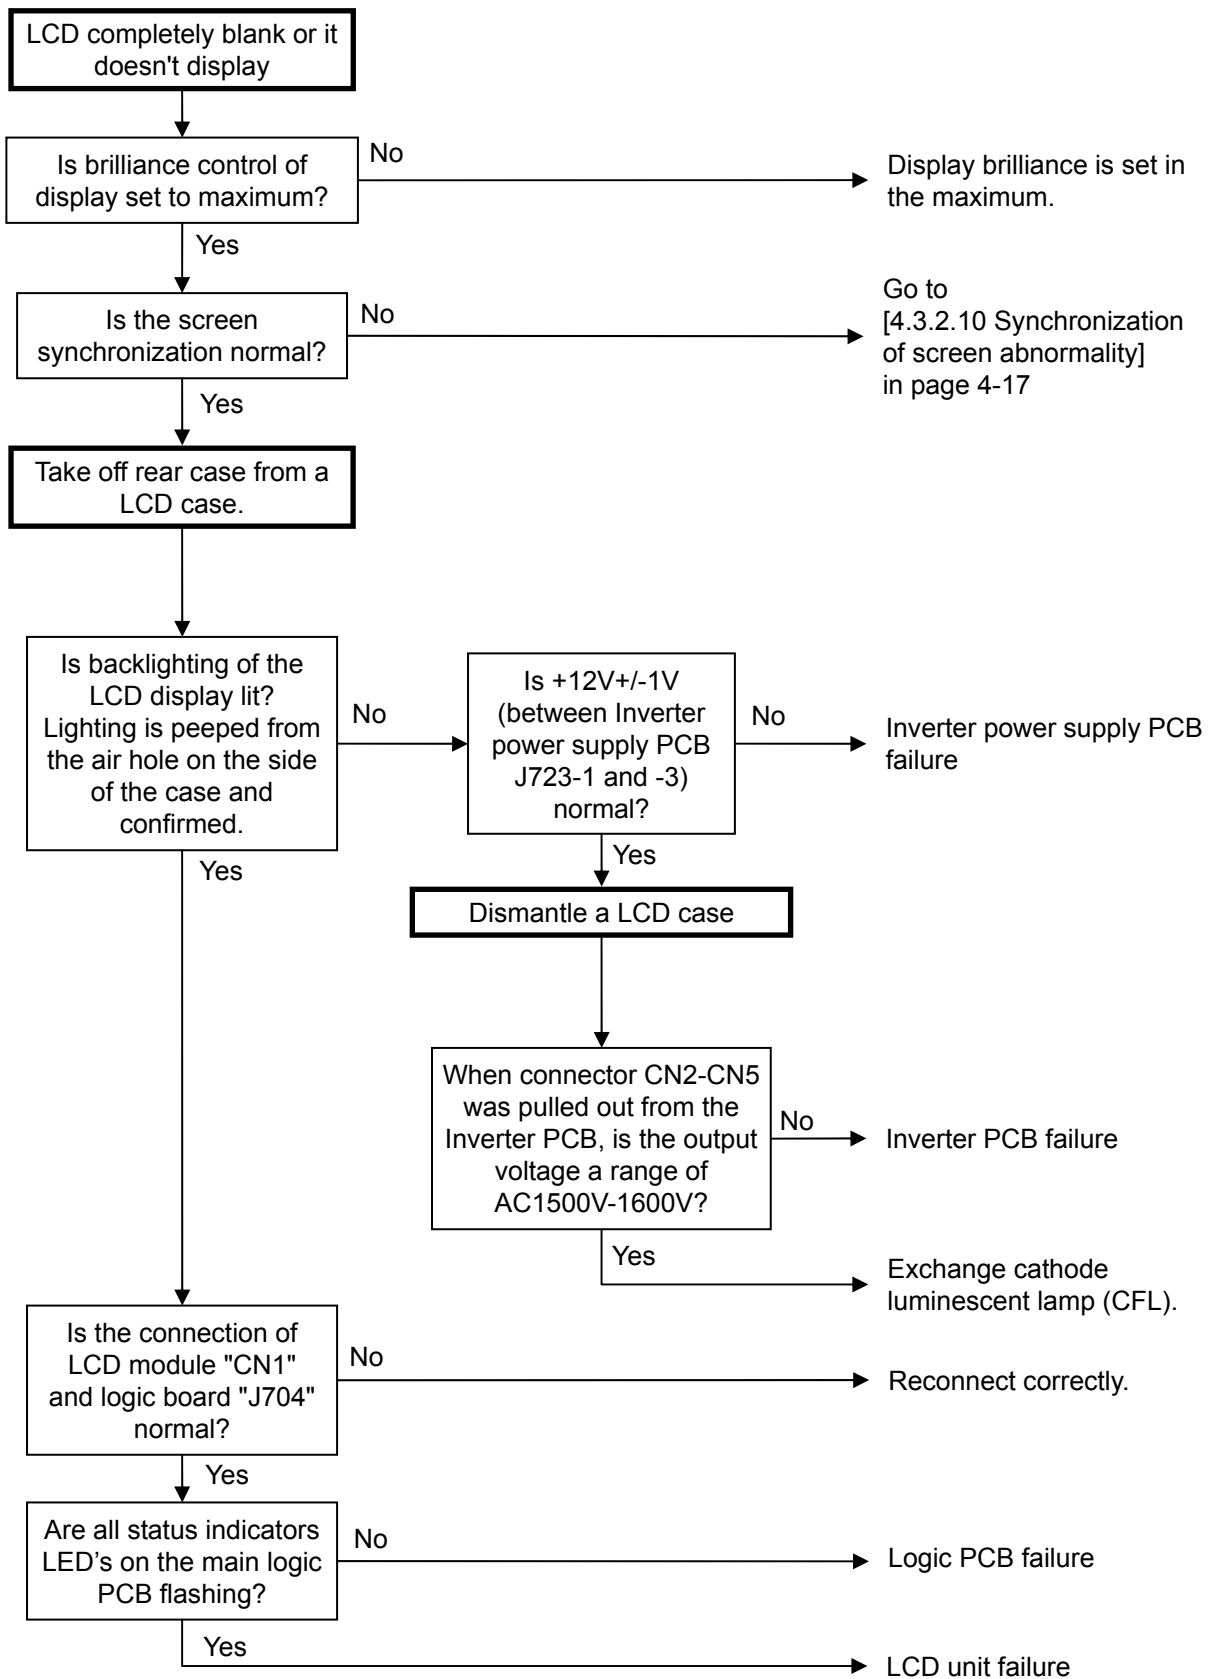 LCD completely blank or it
doesn't display
Is brilliance control of
display set to maximum?
No
Display brilliance is set in
the maximum.
Yes
Is the screen
synchronization normal?
No
Go to
[4.3.2.10 Synchronization
of screen abnormality]
in page 4-17
Yes
Take off rear case from a
LCD case.
Is backlighting of the
LCD display lit?
Lighting is peeped from
the air hole on the side
of the case and
confirmed.
No
Is +12V+/-1V
(between Inverter
power supply PCB
J723-1 and -3)
normal?
No
Inverter power supply PCB
failure
Yes
Yes
Dismantle a LCD case
When connector CN2-CN5
was pulled out from the
Inverter PCB, is the output
voltage a range of
AC1500V-1600V?
No
Inverter PCB failure
Yes
Exchange cathode
luminescent lamp (CFL).
Is the connection of
LCD module "CN1"
and logic board "J704"
normal?
No
Reconnect correctly.
Yes
Are all status indicators
LED’s on the main logic
PCB flashing?
No
Logic PCB failure
Yes
LCD unit failure